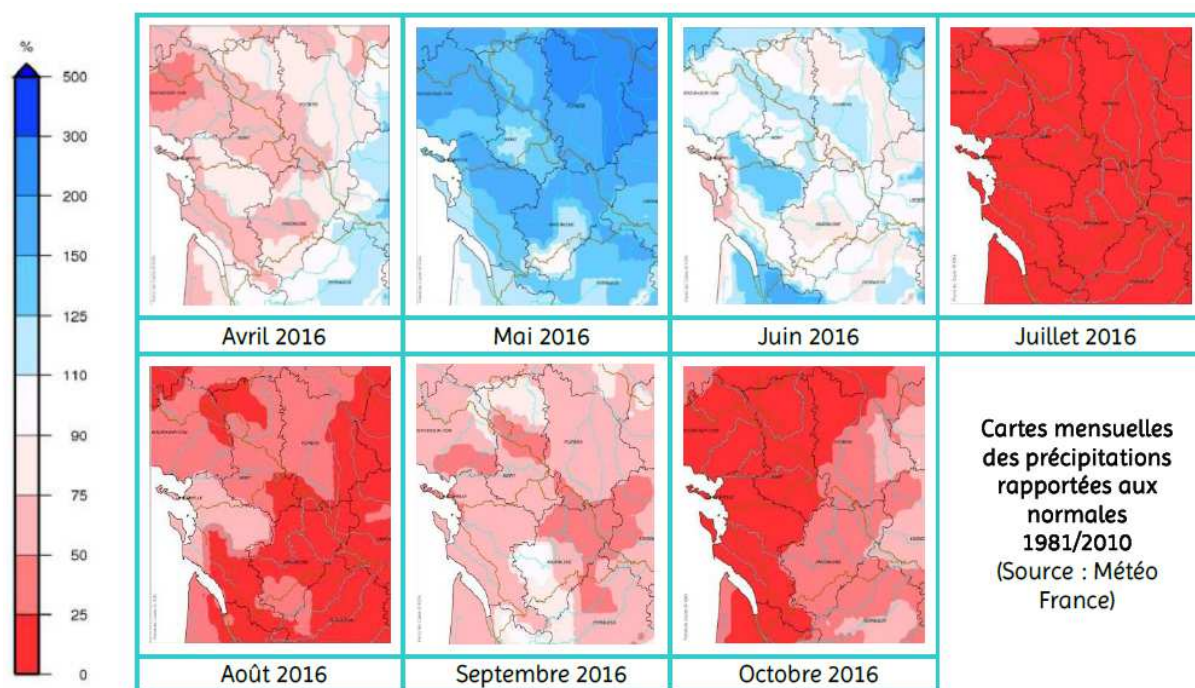 %
500
300
200
150
125
110
90
75
50
25
0
Avril 2016
Mai 2016
Juin 2016
Juillet 2016
Août 2016
Septembre 2016
Octobre 2016
Cartes mensuelles
des précipitations
rapportées aux
normales
1981/2010
(Source : Météo
France)